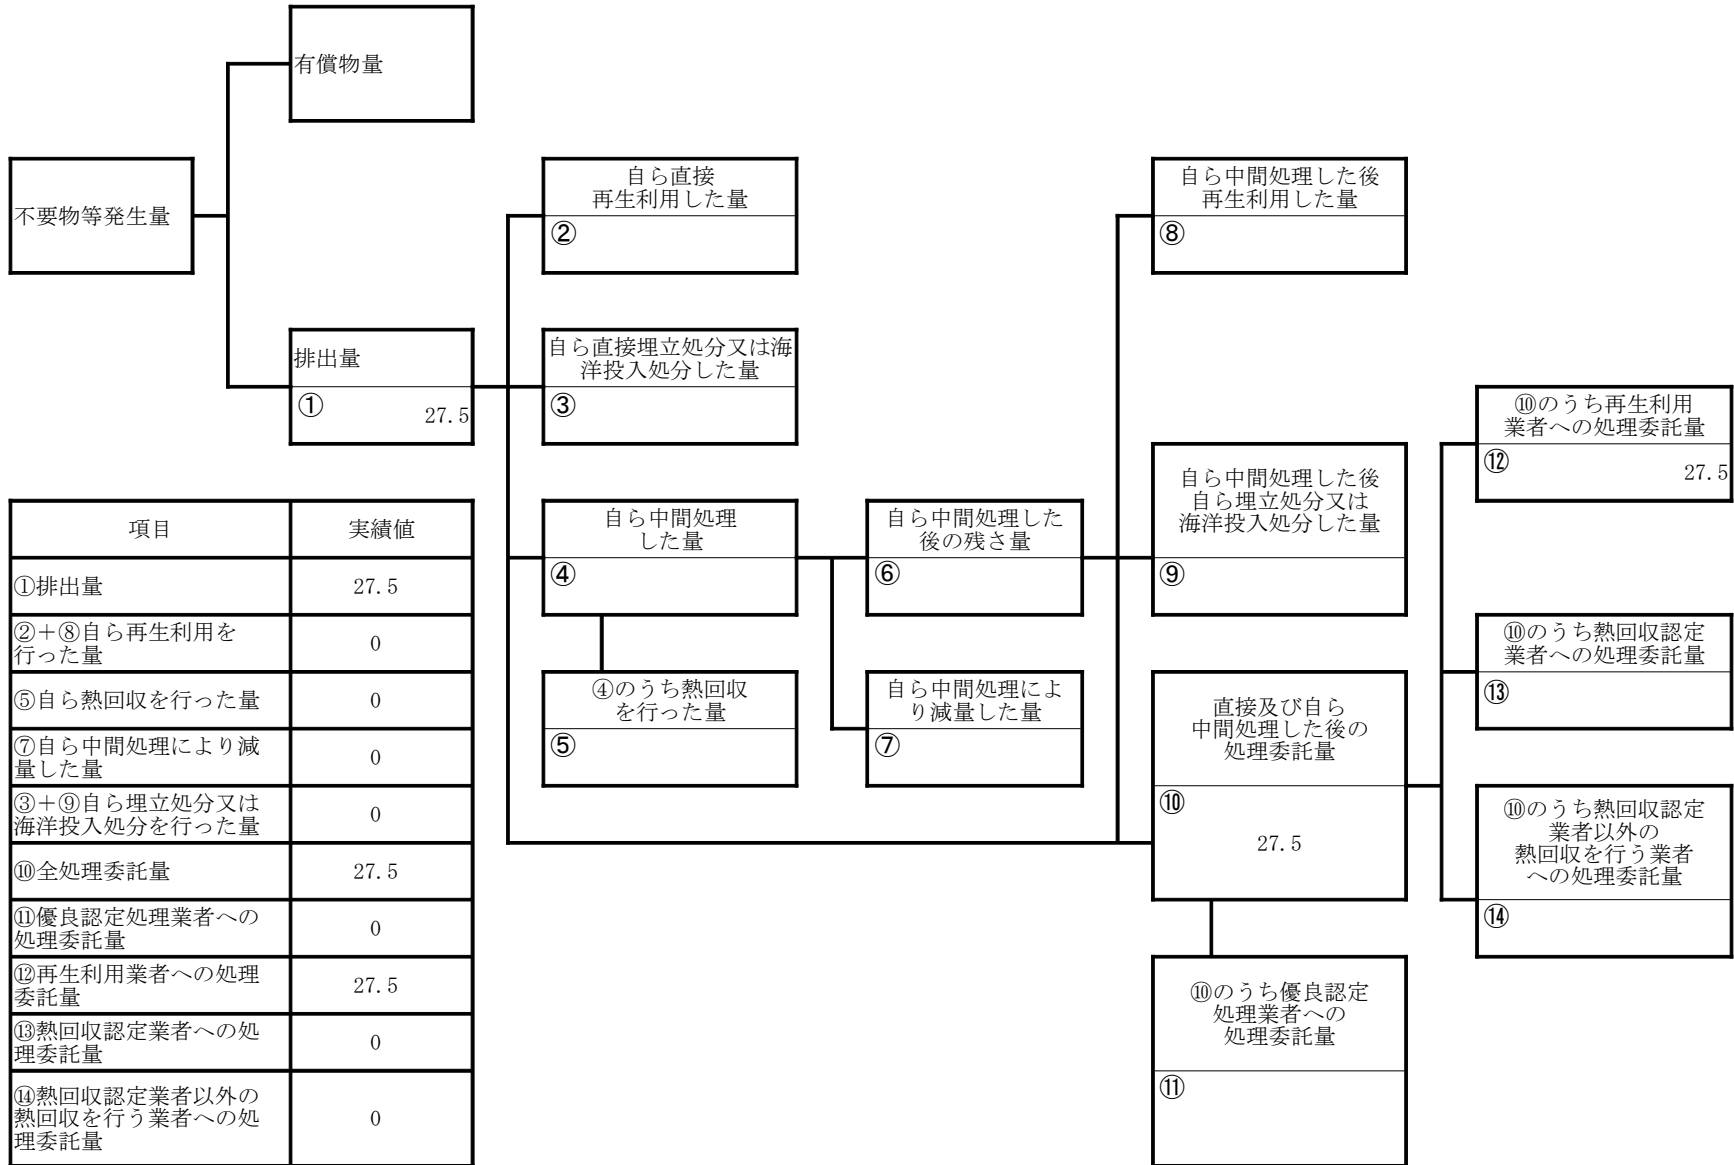 有償物量
不要物等発生量
排出量
①
27.5
自ら直接
再生利用した量
②
自ら直接埋立処分又は海
洋投入処分した量
③
自ら中間処理
した量
④
④のうち熱回収
を行った量
⑤
自ら中間処理した
後の残さ量
⑥
自ら中間処理によ
り減量した量
⑦
自ら中間処理した後
再生利用した量
⑧
自ら中間処理した後
自ら埋立処分又は
海洋投入処分した量
⑨
直接及び自ら
中間処理した後の
処理委託量
⑩
27.5
⑩のうち優良認定
処理業者への
処理委託量
⑪
⑩のうち再生利用
業者への処理委託量
⑫
27.5
⑩のうち熱回収認定
業者への処理委託量
⑬
⑩のうち熱回収認定
業者以外の
熱回収を行う業者
への処理委託量
⑭
項目 実績値
①排出量 27.5
②+⑧自ら再生利用を
行った量 0
⑤自ら熱回収を行った量 0
⑦自ら中間処理により減
量した量 0
③+⑨自ら埋立処分又は
海洋投入処分を行った量 0
⑩全処理委託量 27.5
⑪優良認定処理業者への
処理委託量 0
⑫再生利用業者への処理
委託量 27.5
⑬熱回収認定業者への処
理委託量 0
⑭熱回収認定業者以外の
熱回収を行う業者への処
理委託量 0